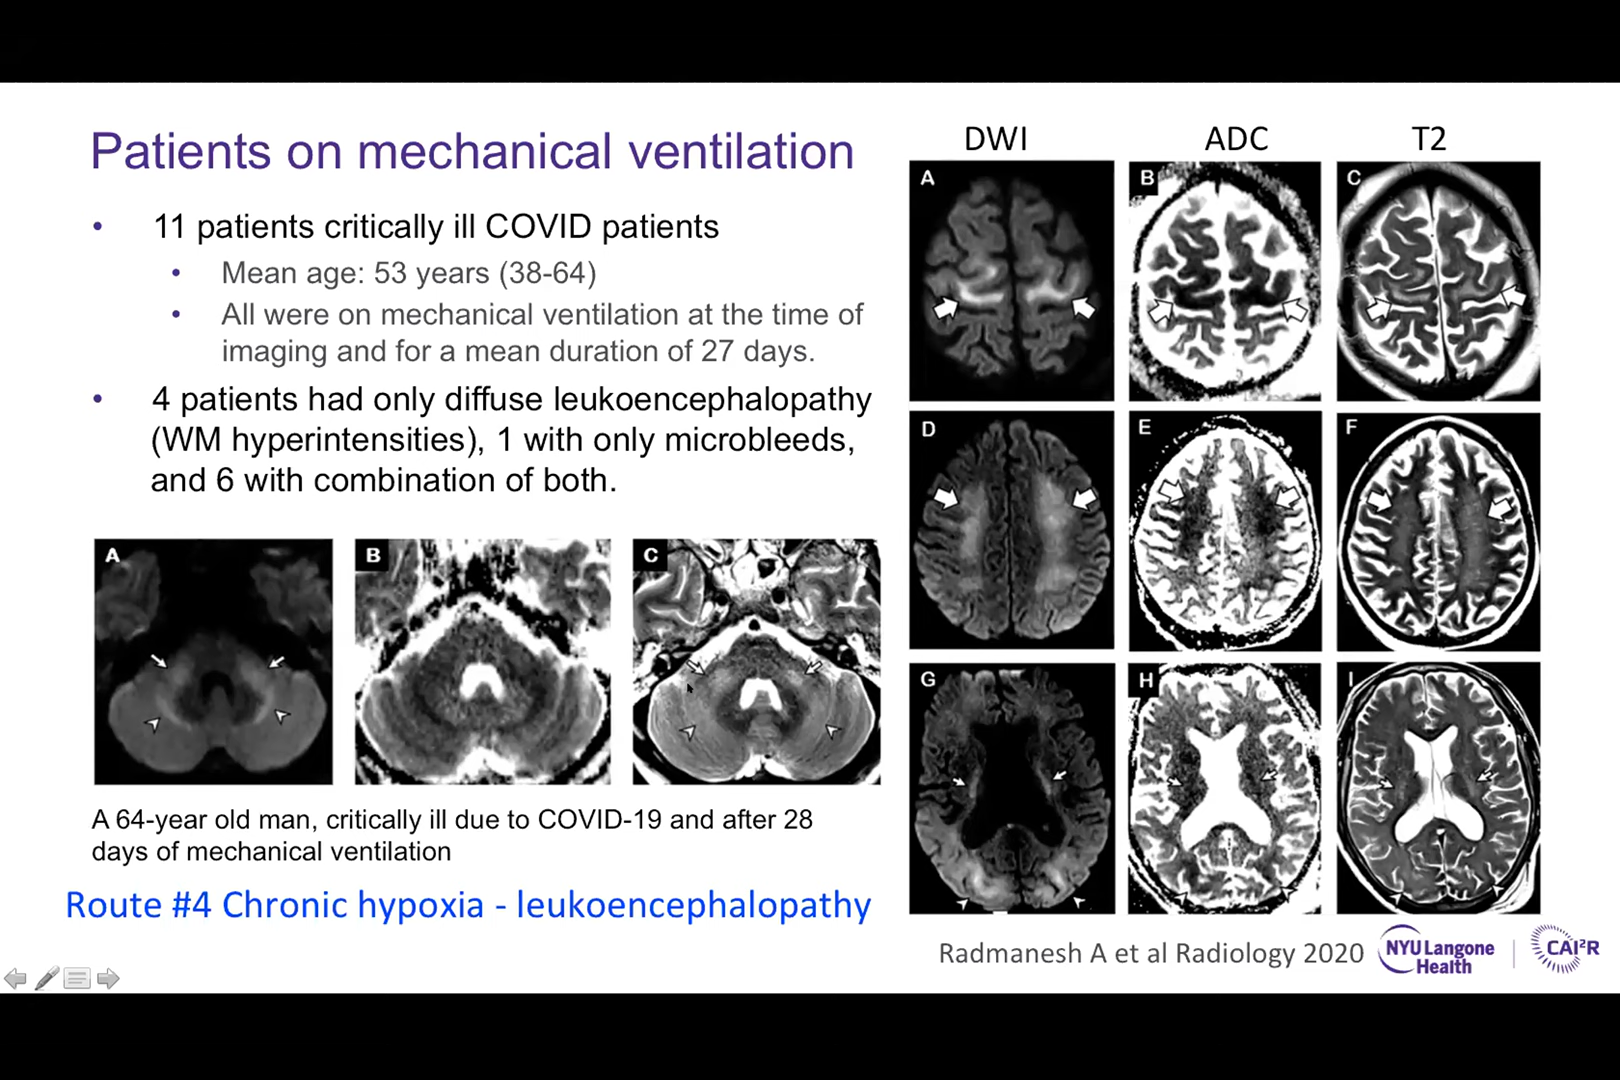 Patients on mechanical ventilation
• 11 patients critically ill COVID patients
• Mean age: 53 years (38-64)
• All were on mechanical ventilation at the time of
imaging and for a mean duration of 27 days.
• 4 patients had only diffuse leukoencephalopathy
(WM hyperintensities), 1 with only microbleeds,
and 6 with combination of both.
A B C
A 64-year old man, critically ill due to COVID-19 and after 28
days of mechanical ventilation
Route #4 Chronic hypoxia - leukoencephalopathy
DWI ADC T2
A B C
D E F
G H I
Radmanesh A et al Radiology 2020
NYU Langone
Health
CAI²R